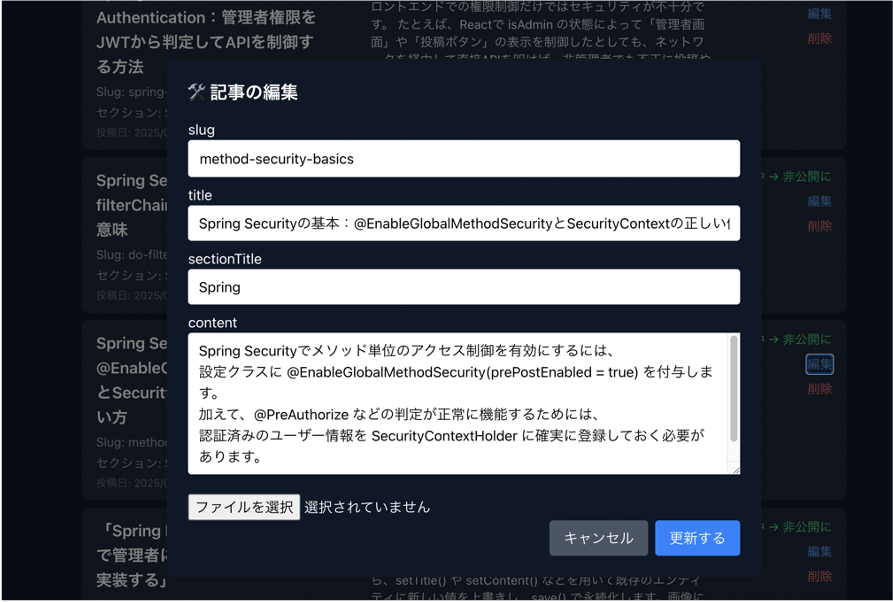 Authentication：管理者権限を
JWTから判定してAPIを制御す
る方法
Slug: spring-
セクション: S
投稿日: 2025/0
ロントエンドでの権限制御だけではセキュリティが不十分で
す。 たとえば、Reactで isAdmin の状態によって「管理者画
面」や「投稿ボタン」の表示を制御したとしても、ネットワ
編集
削除
🛠 記事の編集
slug
method-security-basics
title
Spring Securityの基本：@EnableGlobalMethodSecurityとSecurityContextの正しい
sectionTitle
Spring
content
Spring Securityでメソッド単位のアクセス制御を有効にするには、
設定クラスに @EnableGlobalMethodSecurity(prePostEnabled = true) を付与しま
す。
加えて、@PreAuthorize などの判定が正常に機能するためには、
認証済みのユーザー情報を SecurityContextHolder に確実に登録しておく必要が
あります。
ファイルを選択 選択されていません
キャンセル 更新する
Spring Se
filterChai
意味
Slug: do-filte
セクション: S
投稿日: 2025/0
→ 非公開に
編集
削除
Spring Se
@EnableG
とSecurit
い方
Slug: metho
セクション: S
投稿日: 2025/0
→ 非公開に
編集
削除
「Spring
で管理者に
実装する」
ら、setTitle() や setContent() などを用いて既存のエンティ
ティに新しい値を上書きし、save() で永続化します。画像に
→ 非公開に
編集
削除